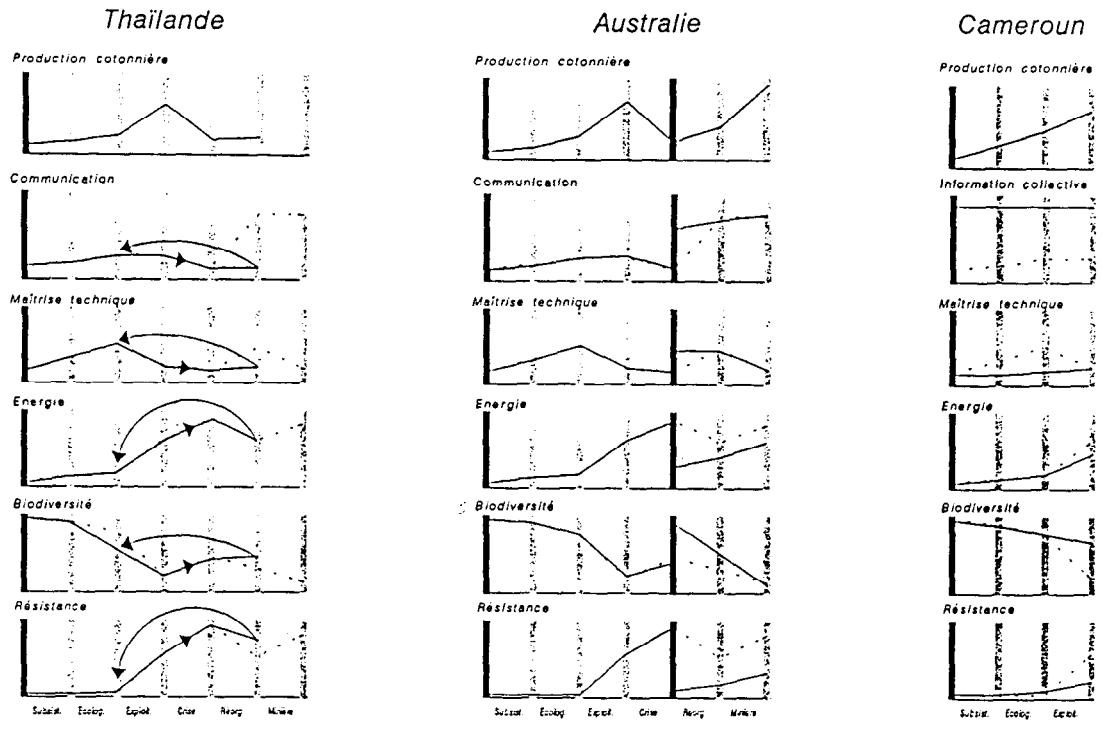 Thaïlande
Production cotonnière
Communication
Maîtrise technique
Energie
Biodiversité
Résistance
Subsist. Ecolog. Exploit. Crise Réorg. Minière
Australie
Production cotonnière
Communication
Maîtrise technique
Energie
Biodiversité
Résistance
Subsist. Ecolog. Exploit. Crise Réorg. Minière
Cameroun
Production cotonnière
Information collective
Maîtrise technique
Energie
Biodiversité
Résistance
Subsist. Ecolog. Exploit.